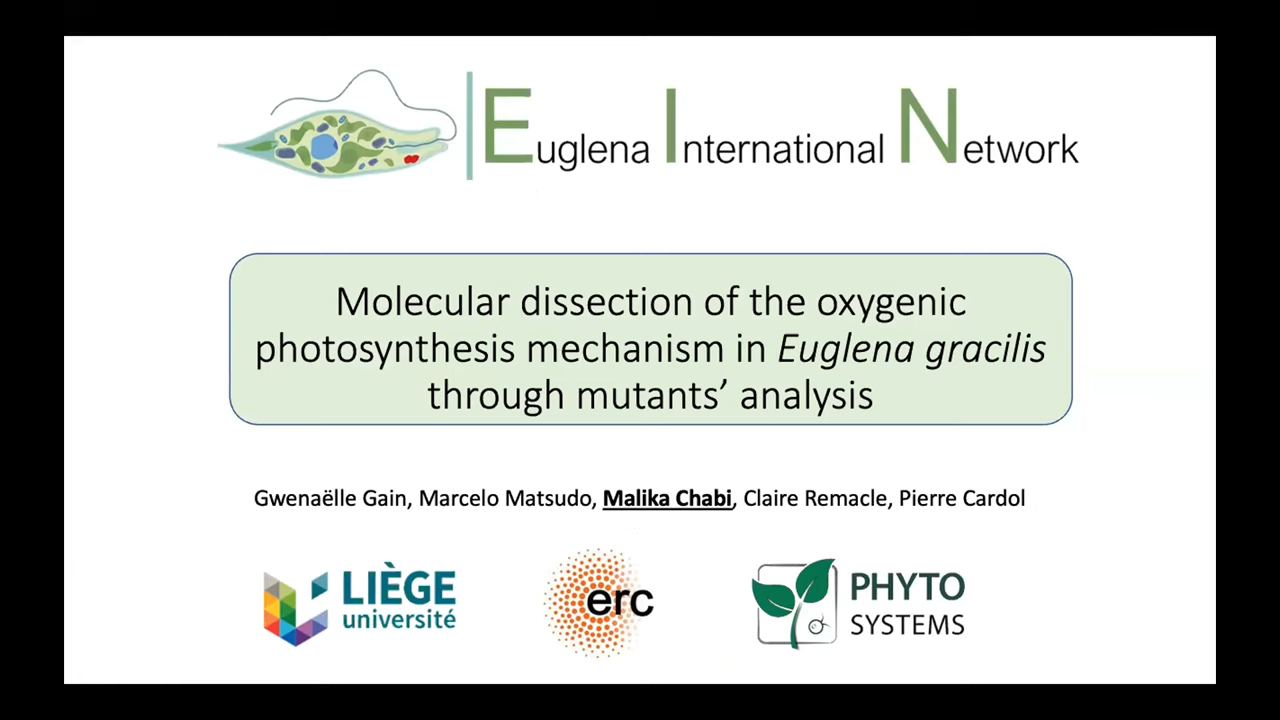 Euglena International Network
Molecular dissection of the oxygenic
photosynthesis mechanism in Euglena gracilis
through mutants’ analysis
Gwenaëlle Gain, Marcelo Matsudo, Malika Chabi, Claire Remacle, Pierre Cardol
LIÈGE
université
erc
PHYTO
SYSTEMS